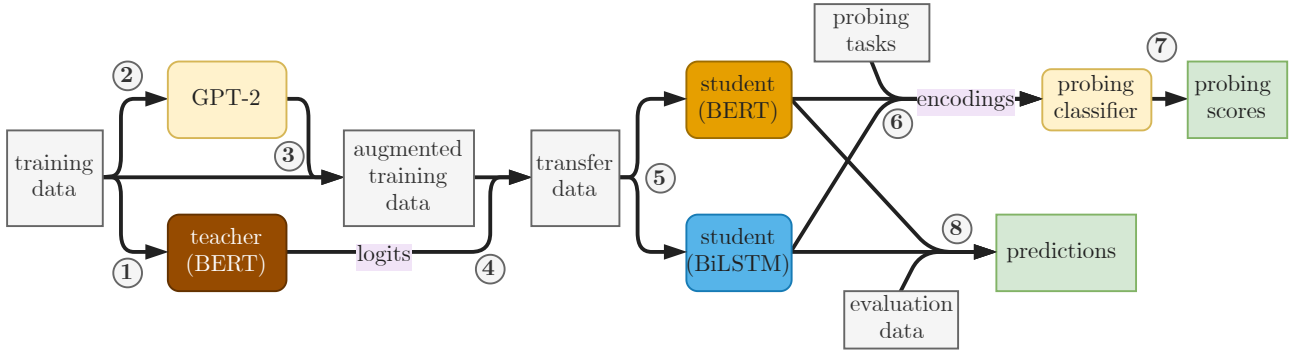 training
data
2
GPT-2
1
teacher
(BERT)
3
augmented
training
data
logits
4
transfer
data
5
student
(BERT)
student
(BiLSTM)
probing
tasks
6
encodings
probing
classifier
7
probing
scores
evaluation
data
8
predictions